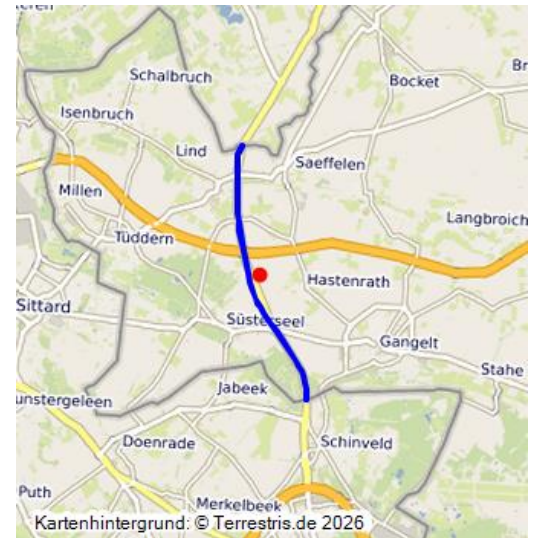 Schalbruch
Bocket
Br
Isenbruch
Lind
Saeffelen
Millen
Langbroich
Tüddern
Hastenrath
Sittard
Süsterseel
Gangelt
Stahe
Jabeek
unstergeleen
Doenrade
Schinveld
Puth
Merkelbeek
Kartenhintergrund: © Terrestris.de 2026